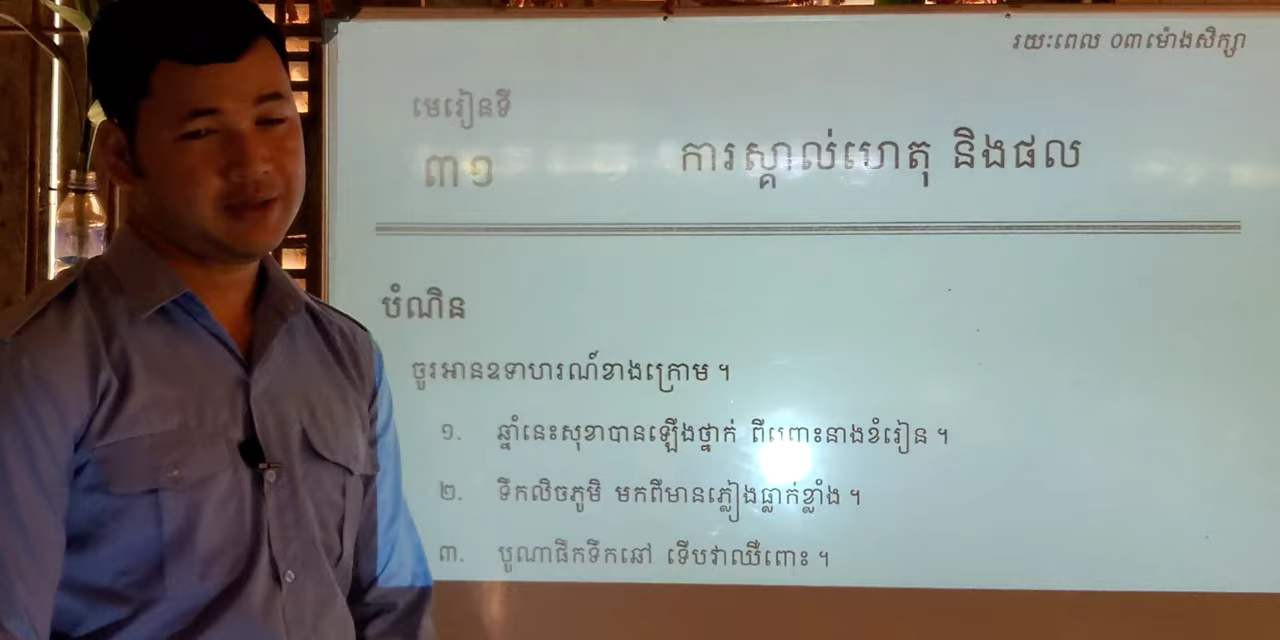 រយៈពេល ០៣ម៉ោងសិក្សា
មេរៀនទី
៣១
ការស្គាល់ហេតុ និងផល
បំណិន
ចូរអានឧទាហរណ៍ខាងក្រោម ។
១. ឆ្នាំនេះសុខាបានឡើងថ្នាក់ ពីព្រោះនាងខំរៀន ។
២. ទឹកលិចភូមិ មកពីមានភ្លៀងធ្លាក់ខ្លាំង ។
៣. បូណាផឹកទឹកឆៅ ទើបវាឈឺពោះ ។